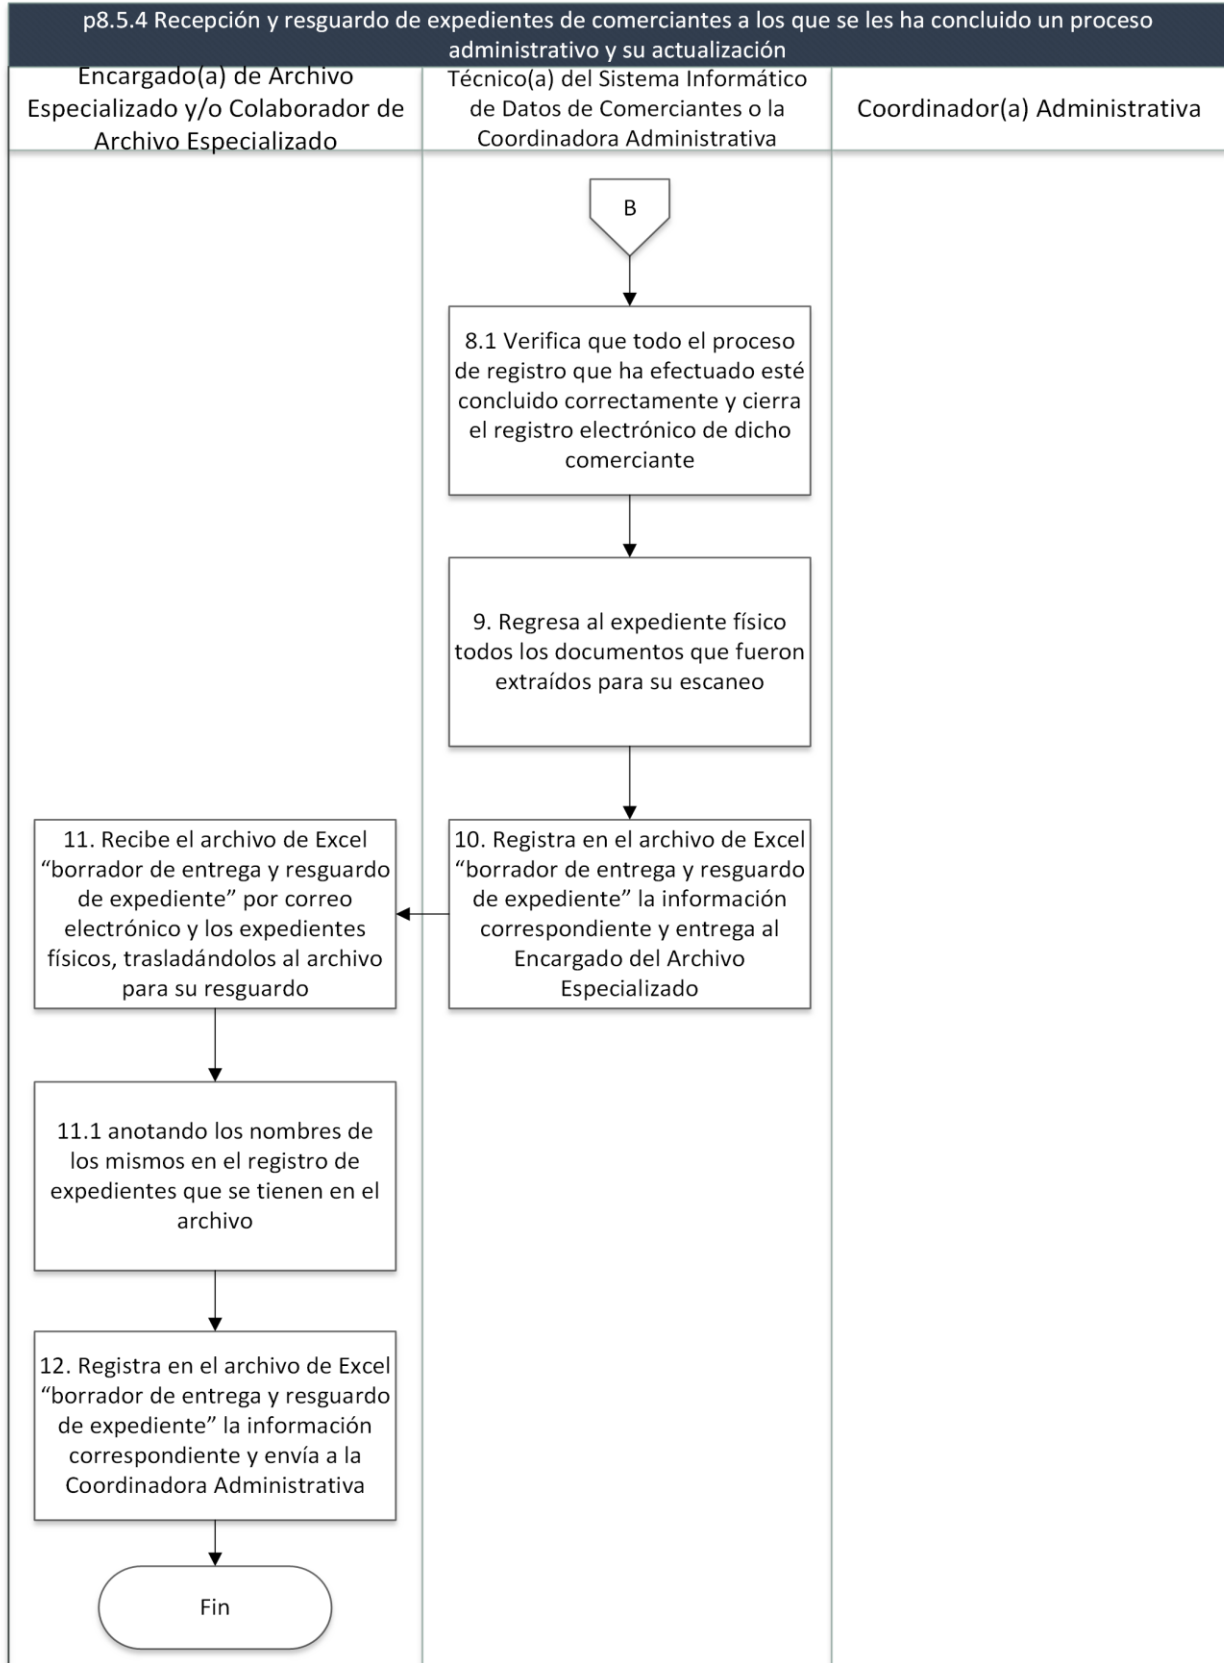 p8.5.4 Recepción y resguardo de expedientes de comerciantes a los que se les ha concluido un proceso
administrativo y su actualización
Encargado(a) de Archivo
Especializado y/o Colaborador de
Archivo Especializado
Técnico(a) del Sistema Informático
de Datos de Comerciantes o la
Coordinadora Administrativa
Coordinador(a) Administrativa
B
8.1 Verifica que todo el proceso
de registro que ha efectuado esté
concluido correctamente y cierra
el registro electrónico de dicho
comerciante
9. Regresa al expediente físico
todos los documentos que fueron
extraídos para su escaneo
10. Registra en el archivo de Excel
“borrador de entrega y resguardo
de expediente” la información
correspondiente y entrega al
Encargado del Archivo
Especializado
11. Recibe el archivo de Excel
“borrador de entrega y resguardo
de expediente” por correo
electrónico y los expedientes
físicos, trasladándolos al archivo
para su resguardo
11.1 anotando los nombres de
los mismos en el registro de
expedientes que se tienen en el
archivo
12. Registra en el archivo de Excel
“borrador de entrega y resguardo
de expediente” la información
correspondiente y envía a la
Coordinadora Administrativa
Fin